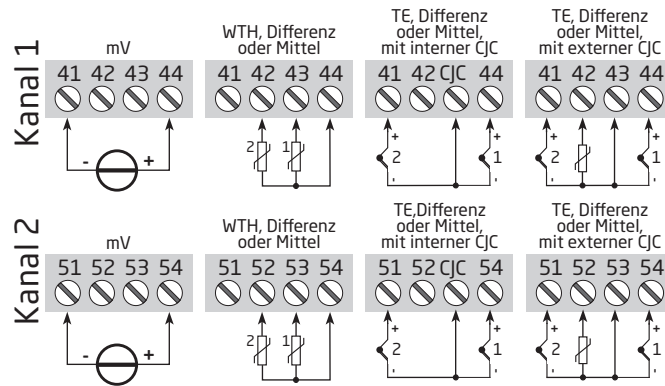 Kanal 1
mV
41 42 43 44
- +
WTH, Differenz
oder Mittel
41 42 43 44
2 1
TE, Differenz
oder Mittel,
mit interner CJC
41 42 CJC 44
+ +
2 1
- -
TE, Differenz
oder Mittel,
mit externer CJC
41 42 43 44
+ +
2 1
- -
Kanal 2
mV
51 52 53 54
- +
WTH, Differenz
oder Mittel
51 52 53 54
2 1
TE,Differenz
oder Mittel,
mit interner CJC
51 52 CJC 54
+ +
2 1
- -
TE, Differenz
oder Mittel,
mit externer CJC
51 52 53 54
+ +
2 1
- -